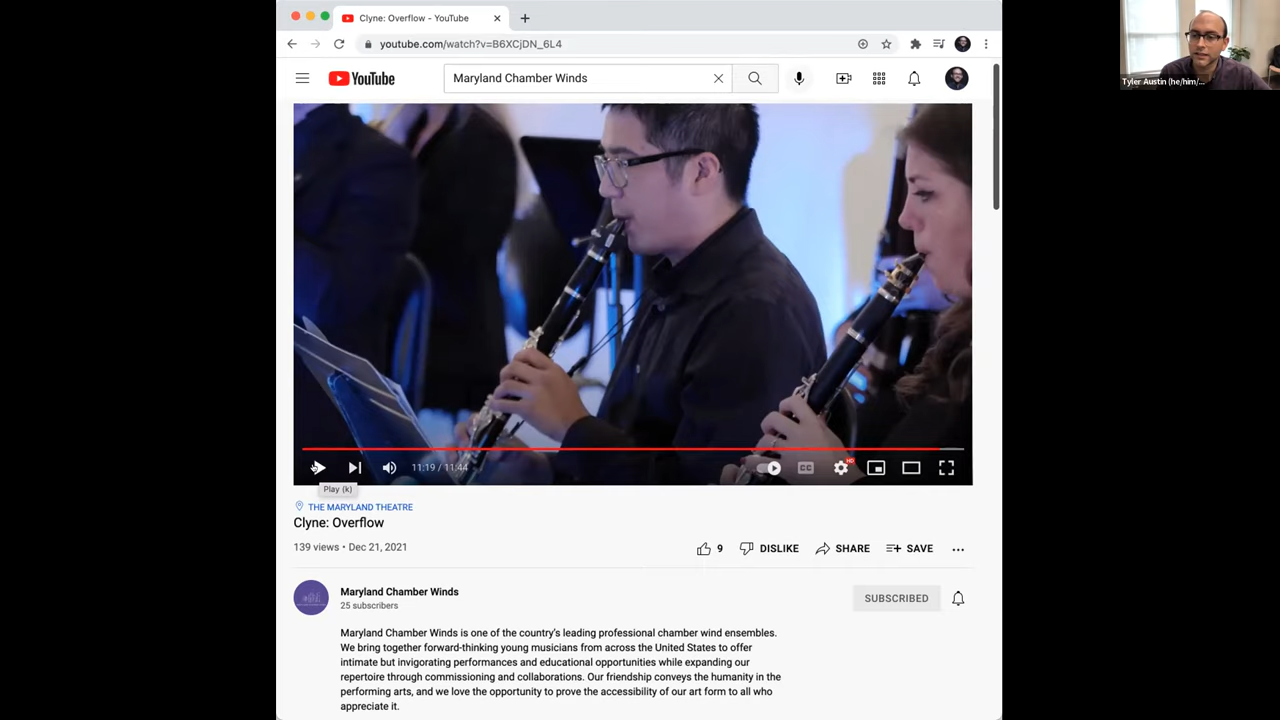 Clyne: Overflow - YouTube
youtube.com/watch?v=B6XCjDN_6L4
YouTube
Maryland Chamber Winds
Tyler Austin (he/him/...
HD
CC
11:19 / 11:44
Play (k)
THE MARYLAND THEATRE
Clyne: Overflow
139 views • Dec 21, 2021
9 DISLIKE SHARE SAVE
Maryland Chamber Winds
25 subscribers
SUBSCRIBED
Maryland Chamber Winds is one of the country's leading professional chamber wind ensembles.
We bring together forward-thinking young musicians from across the United States to offer
intimate but invigorating performances and educational opportunities while expanding our
repertoire through commissioning and collaborations. Our friendship conveys the humanity in the
performing arts, and we love the opportunity to prove the accessibility of our art form to all who
appreciate it.